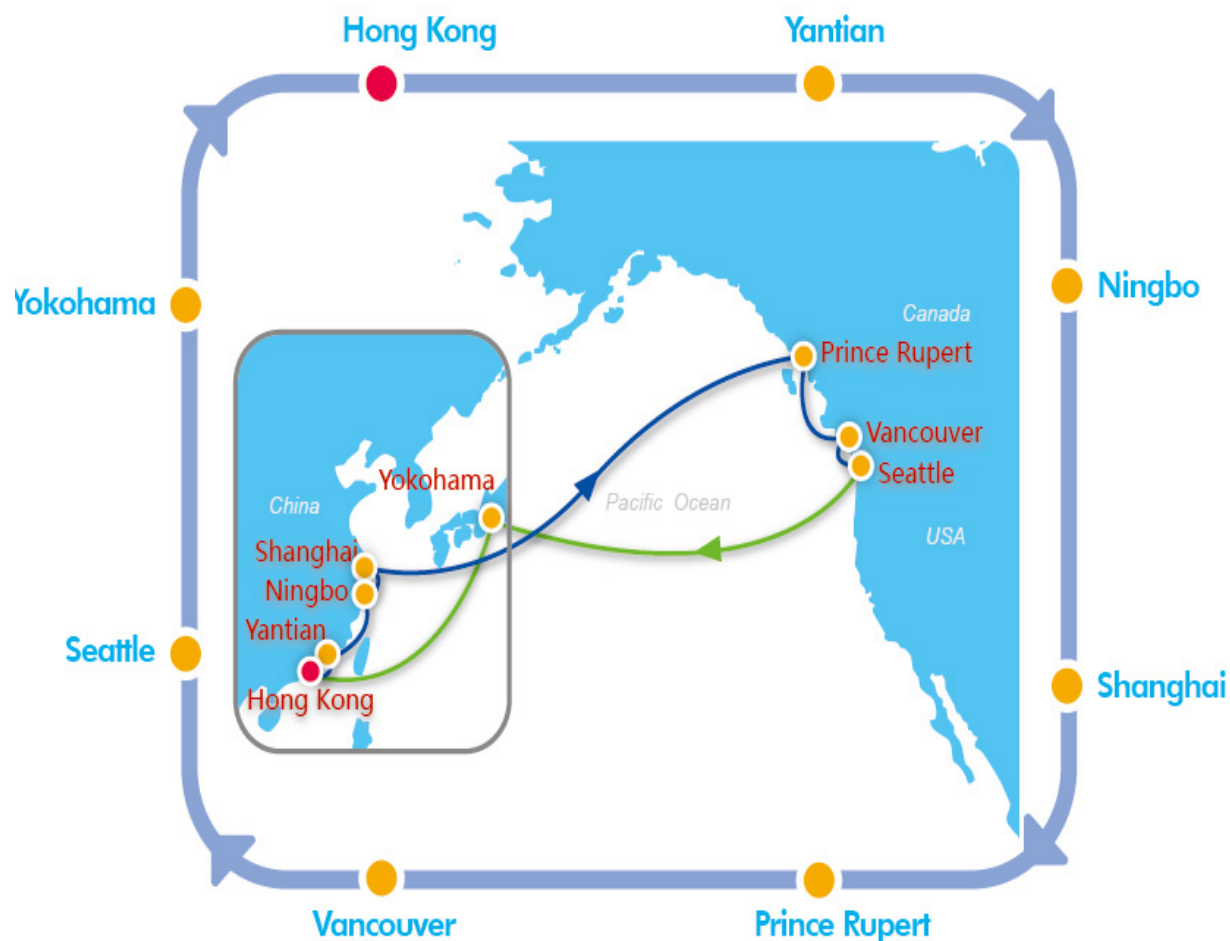 Hong Kong
Yantian
Yokohama
Ningbo
Canada
Prince Rupert
Vancouver
Seattle
Yokohama
China
Pacific Ocean
USA
Shanghai
Ningbo
Yantian
Hong Kong
Seattle
Shanghai
Vancouver
Prince Rupert